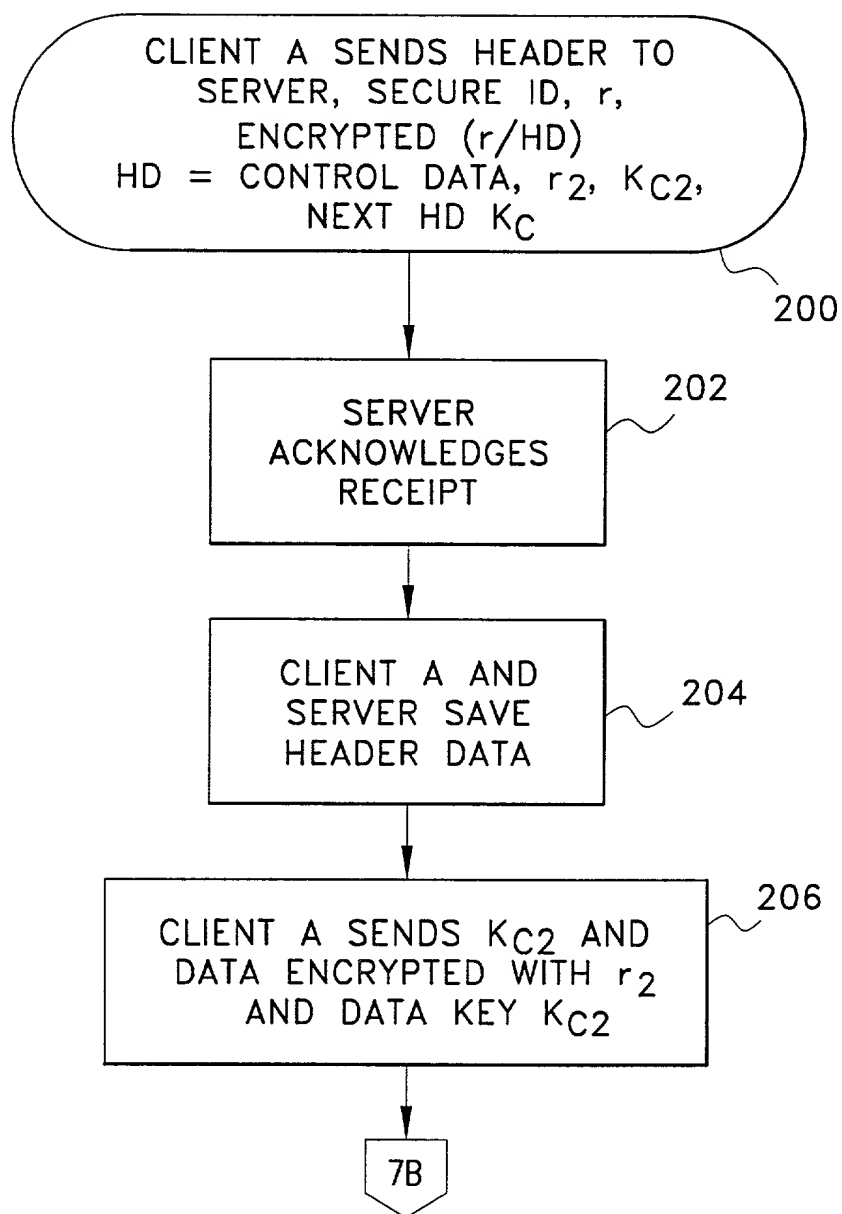 CLIENT A SENDS HEADER TO
SERVER, SECURE ID, r,
ENCRYPTED (r/HD)
HD = CONTROL DATA, r2, KC2,
NEXT HD KC
200
SERVER
ACKNOWLEDGES
RECEIPT
202
CLIENT A AND
SERVER SAVE
HEADER DATA
204
CLIENT A SENDS KC2 AND
DATA ENCRYPTED WITH r2
AND DATA KEY KC2
206
7B